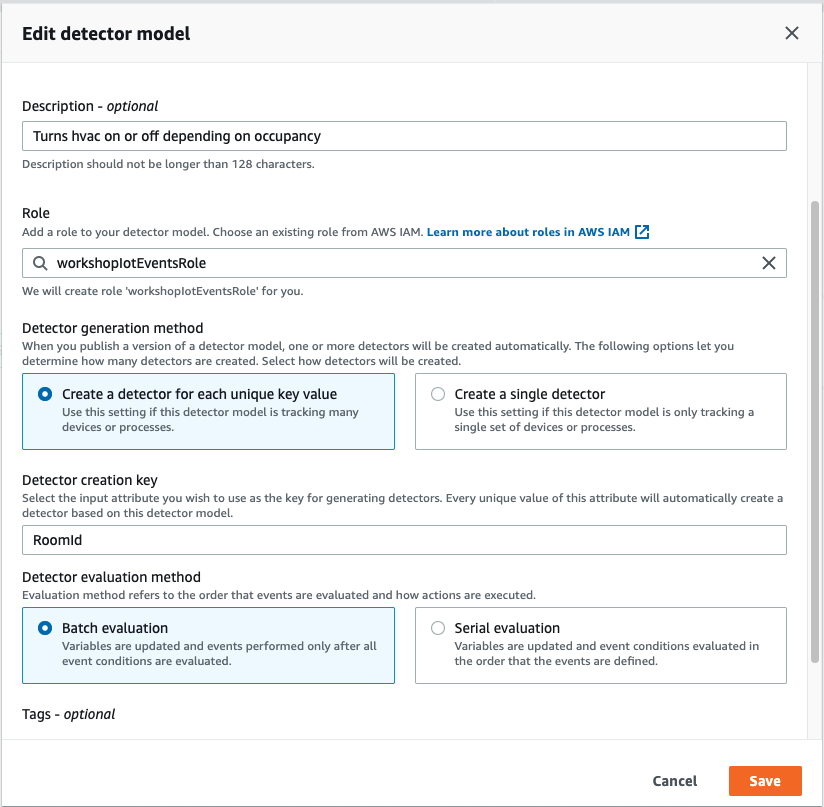 Edit detector model
Description - optional
Turns hvac on or off depending on occupancy
Description should not be longer than 128 characters.
Role
Add a role to your detector model. Choose an existing role from AWS IAM. Learn more about roles in AWS IAM
workshopIotEventsRole
We will create role 'workshopIotEventsRole' for you.
Detector generation method
When you publish a version of a detector model, one or more detectors will be created automatically. The following options let you
determine how many detectors are created. Select how detectors will be created.
Create a detector for each unique key value
Use this setting if this detector model is tracking many
devices or processes.
Create a single detector
Use this setting if this detector model is only tracking a
single set of devices or processes.
Detector creation key
Select the input attribute you wish to use as the key for generating detectors. Every unique value of this attribute will automatically create a
detector based on this detector model.
RoomId
Detector evaluation method
Evaluation method refers to the order that events are evaluated and how actions are executed.
Batch evaluation
Variables are updated and events performed only after all
event conditions are evaluated.
Serial evaluation
Variables are updated and event conditions evaluated in
the order that the events are defined.
Tags - optional
Cancel
Save